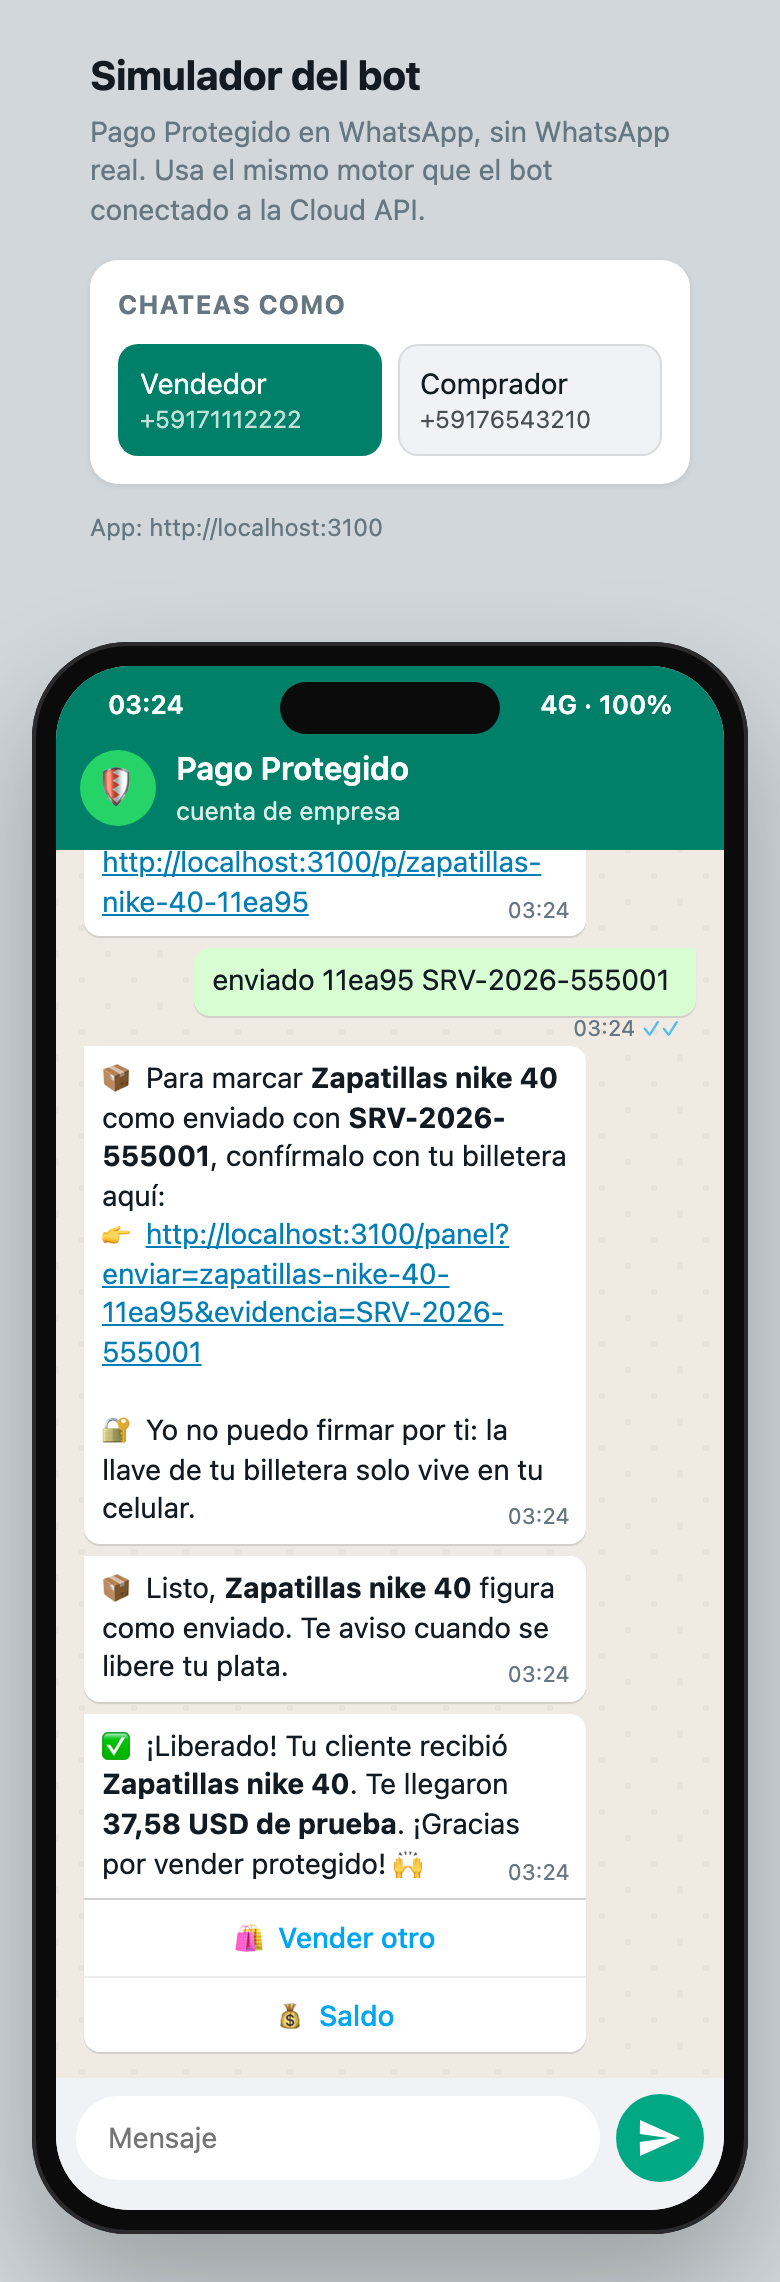 Simulador del bot
Pago Protegido en WhatsApp, sin WhatsApp
real. Usa el mismo motor que el bot
conectado a la Cloud API.
CHATEAS COMO
Vendedor
+59171112222
Comprador
+59176543210
App: http://localhost:3100
03:24
4G · 100%
Pago Protegido
cuenta de empresa
http://localhost:3100/p/zapatillas-
nike-40-11ea95
03:24
enviado 11ea95 SRV-2026-555001
03:24 ✓✓
📦 Para marcar Zapatillas nike 40
como enviado con SRV-2026-
555001, confírmalo con tu billetera
aquí:
👉 http://localhost:3100/panel?
enviar=zapatillas-nike-40-
11ea95&evidencia=SRV-2026-
555001
🔐 Yo no puedo firmar por ti: la
llave de tu billetera solo vive en tu
celular.
03:24
📦 Listo, Zapatillas nike 40 figura
como enviado. Te aviso cuando se
libere tu plata.
03:24
✅ ¡Liberado! Tu cliente recibió
Zapatillas nike 40. Te llegaron
37,58 USD de prueba. ¡Gracias
por vender protegido! 🙌
03:24
🛍️ Vender otro
💰 Saldo
Mensaje